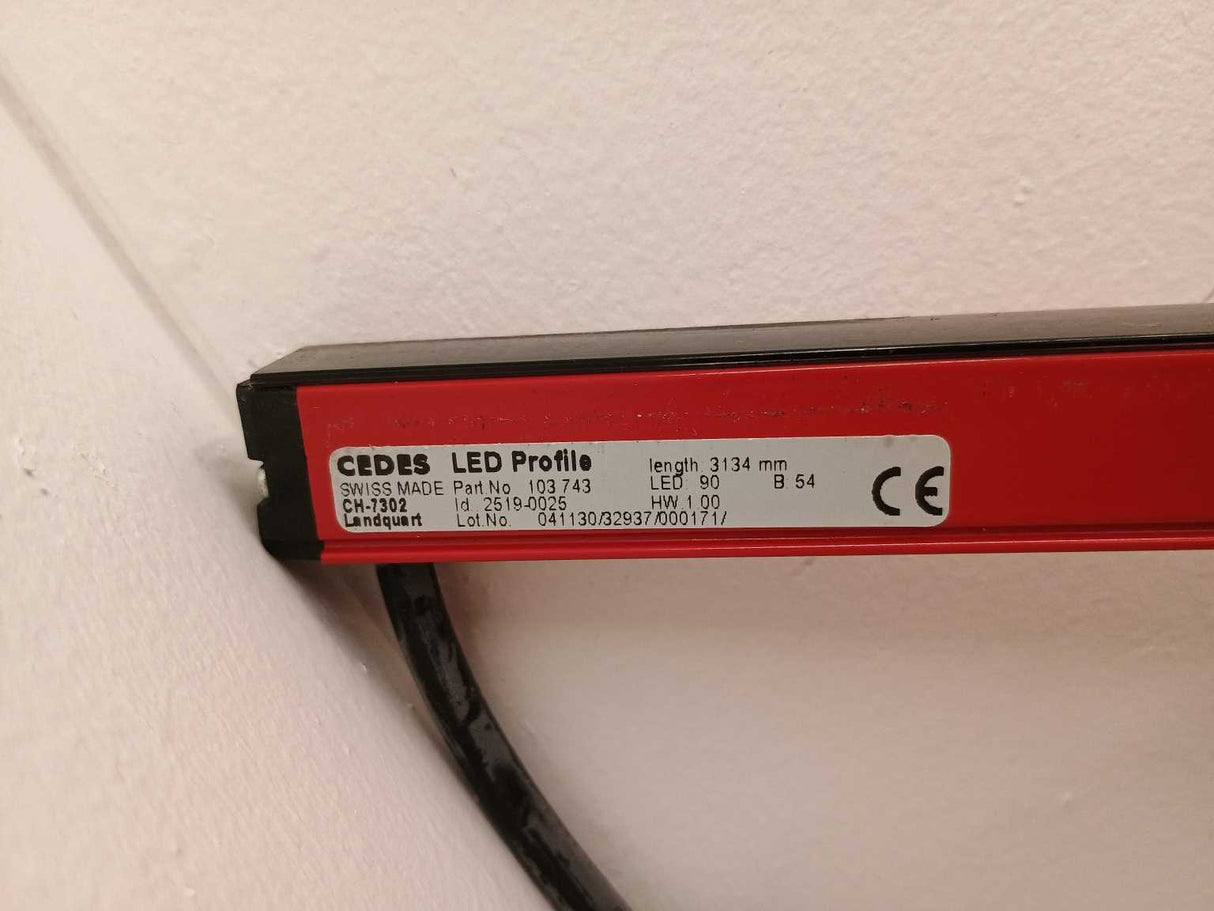 CEDES LED Profile length: 3134 mm
SWISS MADE Part.No. 103 743 LED: 90 B: 54
CH-7302 Id. 2519-0025 HW 1.00
Landquart Lot.No. 041130/32937/000171/
CE